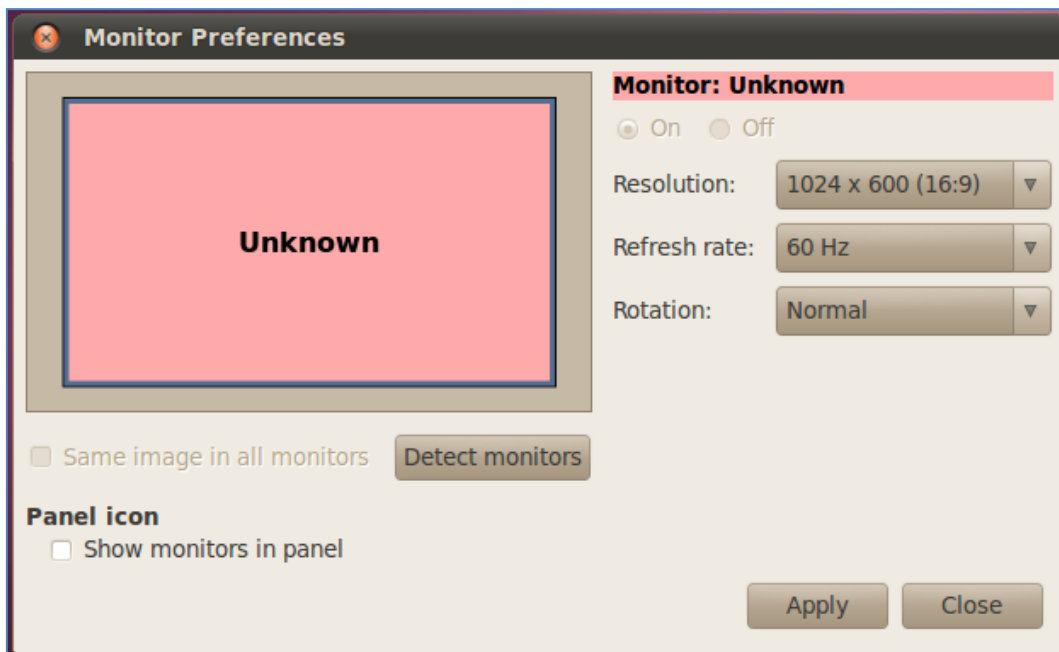 Monitor Preferences
Unknown
Monitor: Unknown
On Off
Resolution: 1024 x 600 (16:9)
Refresh rate: 60 Hz
Rotation: Normal
Same image in all monitors Detect monitors
Panel icon
Show monitors in panel
Apply Close